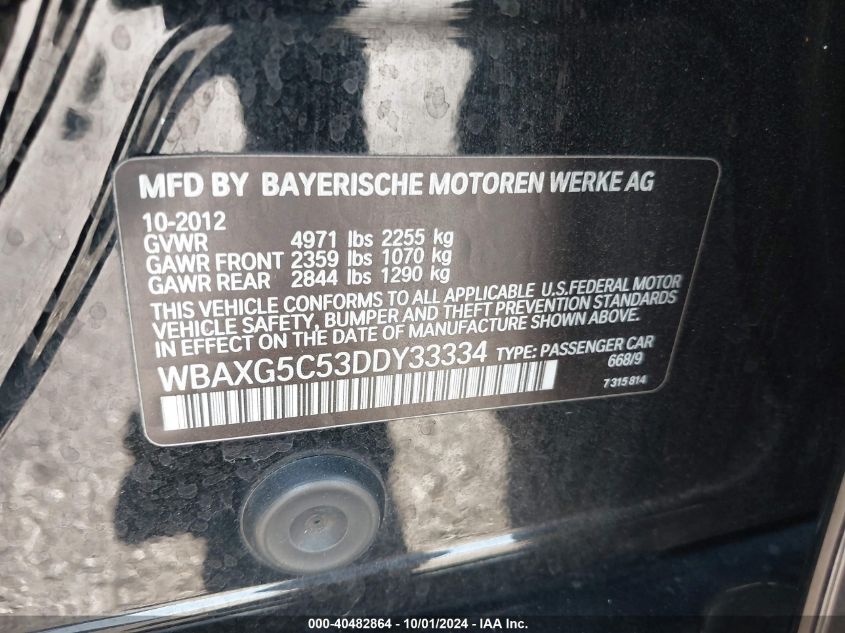 MFD BY BAYERISCHE MOTOREN WERKE AG
10-2012
GVWR 4971 lbs 2255 kg
GAWR FRONT 2359 lbs 1070 kg
GAWR REAR 2844 lbs 1290 kg
THIS VEHICLE CONFORMS TO ALL APPLICABLE U.S.FEDERAL MOTOR
VEHICLE SAFETY, BUMPER AND THEFT PREVENTION STANDARDS
IN EFFECT ON THE DATE OF MANUFACTURE SHOWN ABOVE.
WBAXG5C53DDY33334 TYPE: PASSENGER CAR
668/9
7 315 814
000-40482864 - 10/01/2024 - IAA Inc.